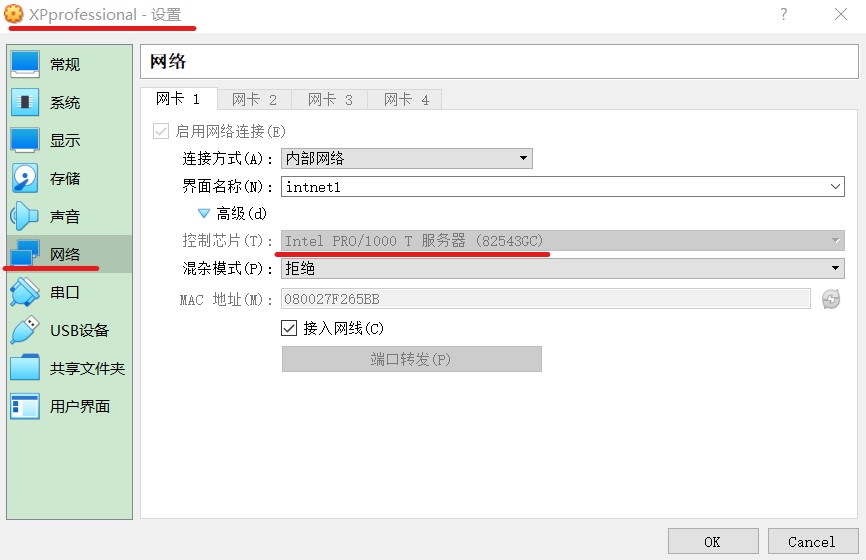 XPprofessional - 设置
?
常规
系统
显示
存储
声音
网络
串口
USB设备
共享文件夹
用户界面
网络
网卡 1 网卡 2 网卡 3 网卡 4
启用网络连接(E)
连接方式(A): 内部网络
界面名称(N): intnet1
高级(d)
控制芯片(T): Intel PRO/1000 T 服务器 (82543GC)
混杂模式(P): 拒绝
MAC 地址(M): 080027F265BB
接入网线(C)
端口转发(P)
OK Cancel